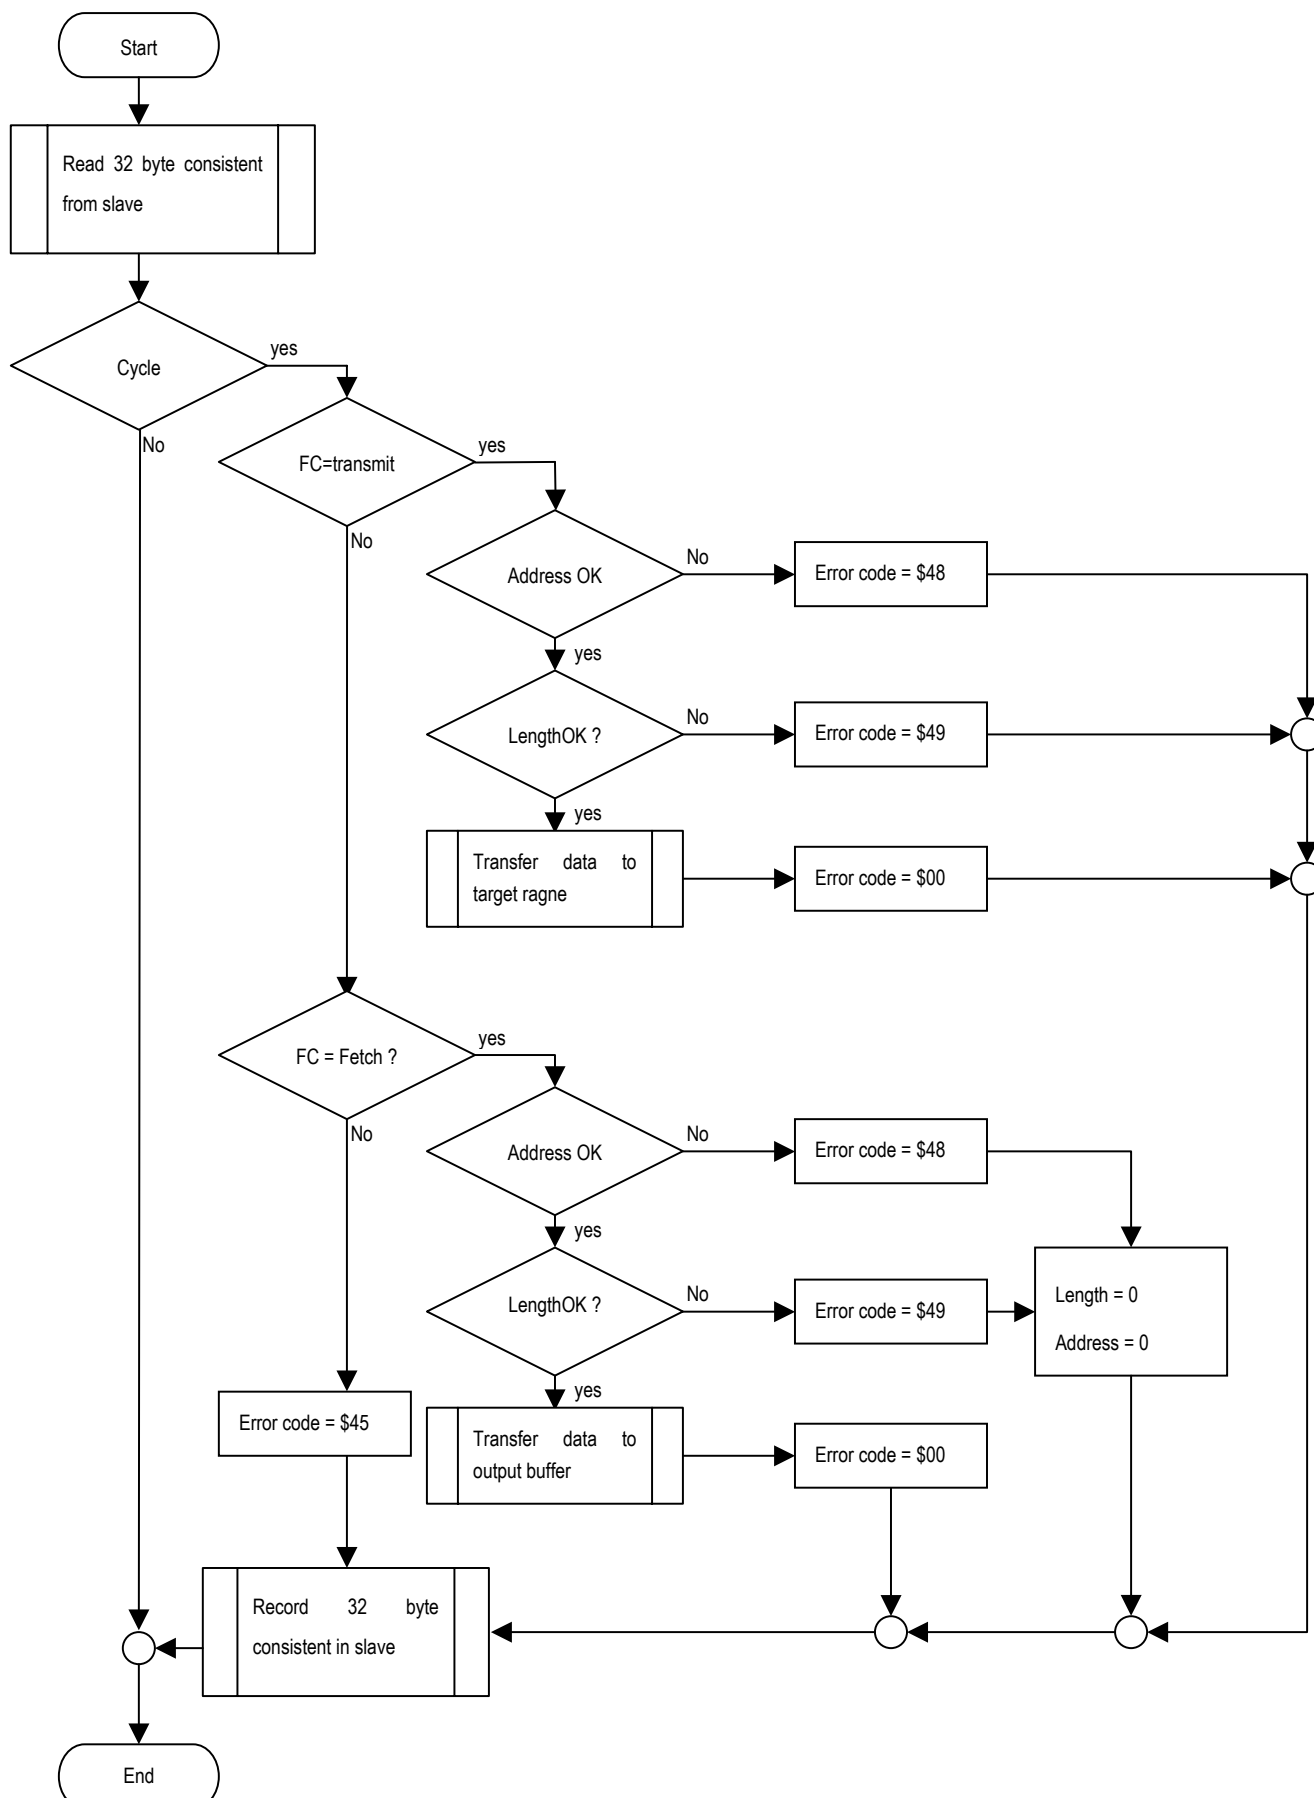 Start
Read 32 byte consistent
from slave
Cycle
yes
No
FC=transmit
yes
No
Address OK
No
Error code = $48
yes
LengthOK ?
No
Error code = $49
yes
Transfer data to
target ragne
Error code = $00
FC = Fetch ?
yes
No
Address OK
No
Error code = $48
yes
LengthOK ?
No
Error code = $49
Length = 0
Address = 0
yes
Error code = $45
Transfer data to
output buffer
Error code = $00
Record 32 byte
consistent in slave
End